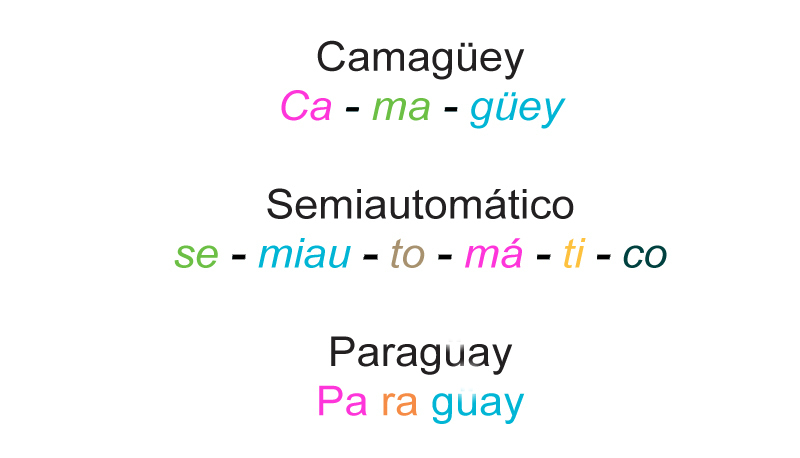 Camagüey
Ca - ma - güey
Semiautomático
se - miau - to - má - ti - co
Paraguay
Pa ra guay